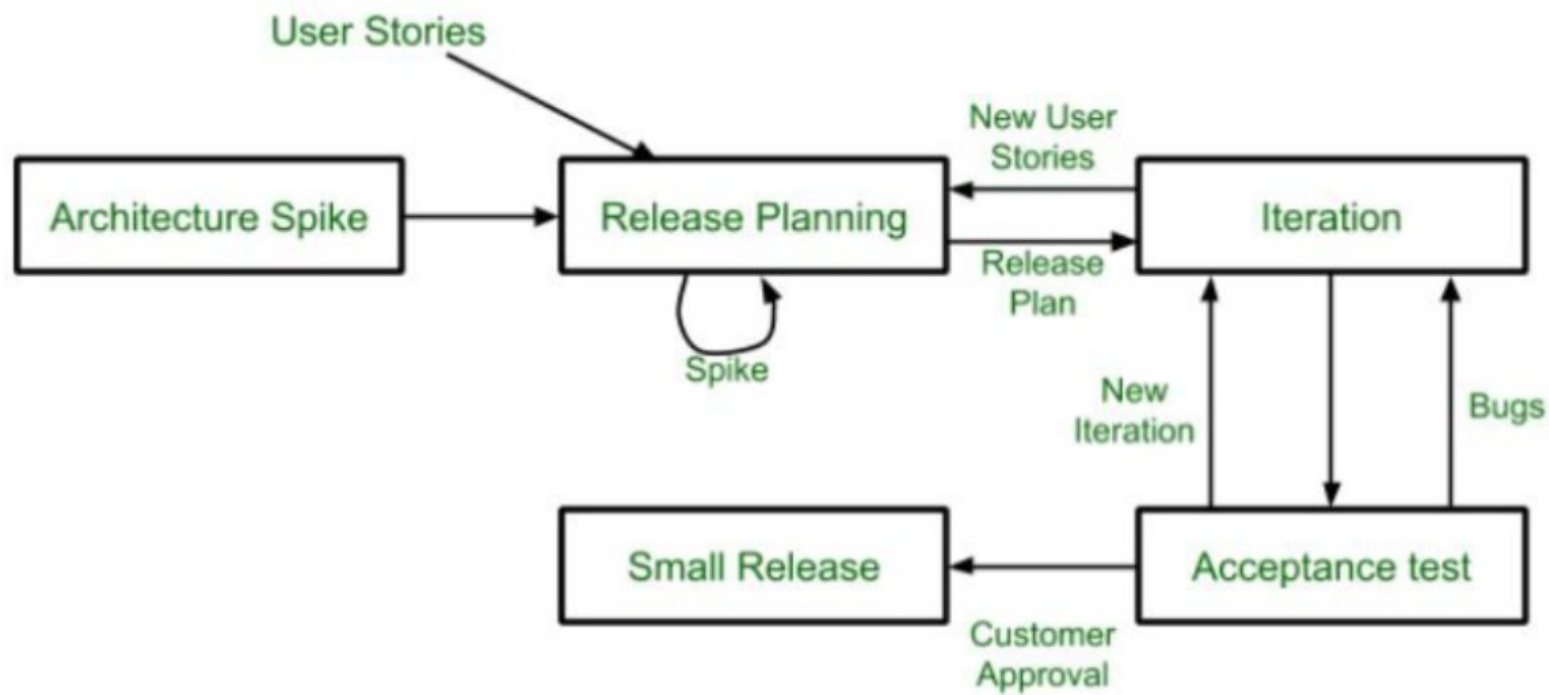 User Stories
New User
Stories
Architecture Spike
Release Planning
Iteration
Release
Plan
Spike
New
Iteration
Bugs
Small Release
Acceptance test
Customer
Approval